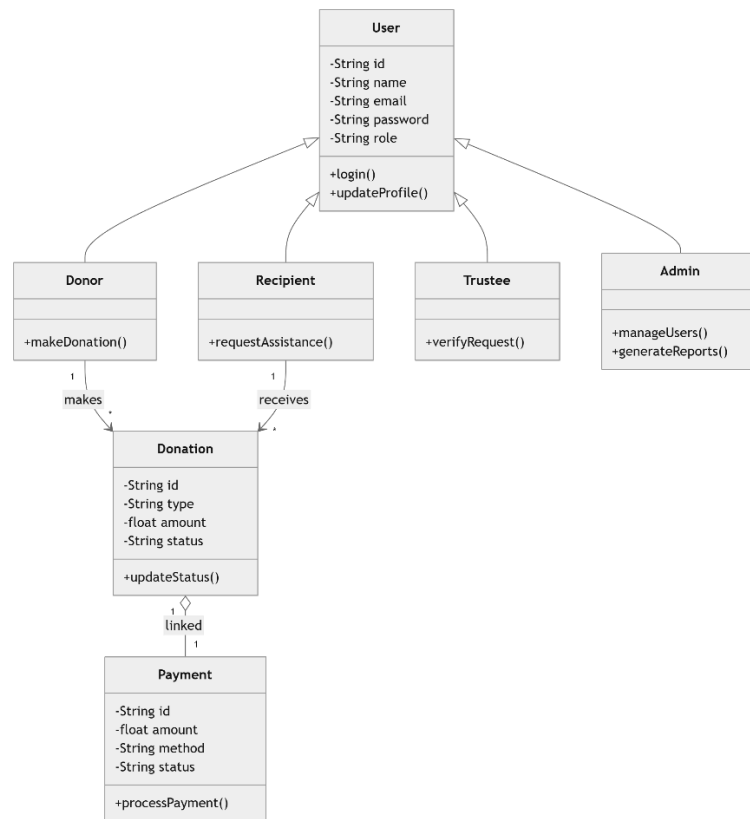 User
-String id
-String name
-String email
-String password
-String role
+login()
+updateProfile()
Donor
+makeDonation()
Recipient
+requestAssistance()
Trustee
+verifyRequest()
Admin
+manageUsers()
+generateReports()
1
makes
*
1
receives
*
Donation
-String id
-String type
-float amount
-String status
+updateStatus()
1
linked
1
Payment
-String id
-float amount
-String method
-String status
+processPayment()